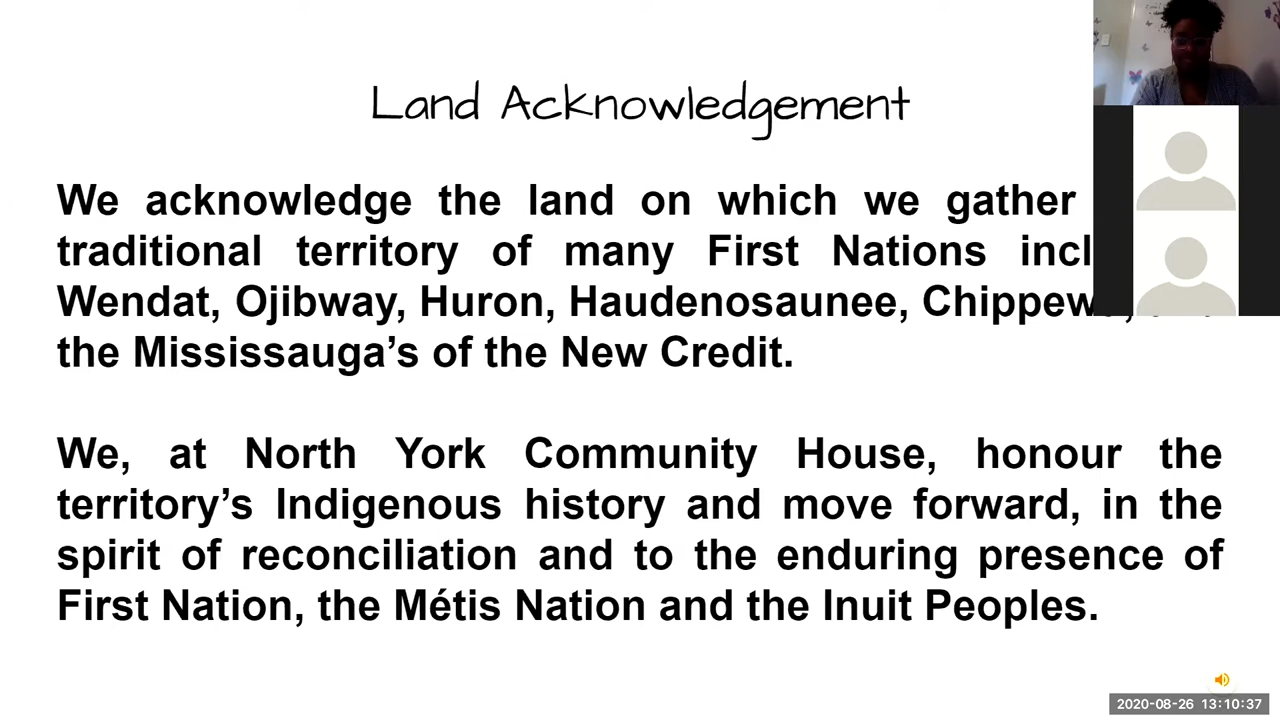 Land Acknowledgement
We acknowledge the land on which we gather
traditional territory of many First Nations
Wendat, Ojibway, Huron, Haudenosaunee,
the Mississauga’s of the New Credit.
We, at North York Community House, honour the
territory’s Indigenous history and move forward, in the
spirit of reconciliation and to the enduring presence of
First Nation, the Métis Nation and the Inuit Peoples.
2020-08-26 13:10:37